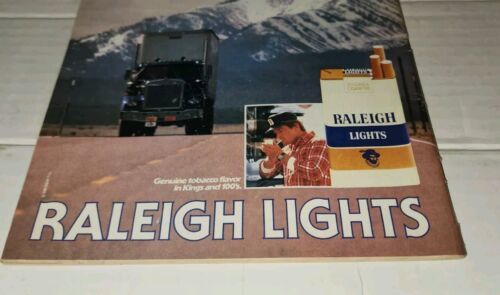 RALEIGH
LIGHTS
Genuine tobacco flavor
in Kings and 100's.
RALEIGH LIGHTS